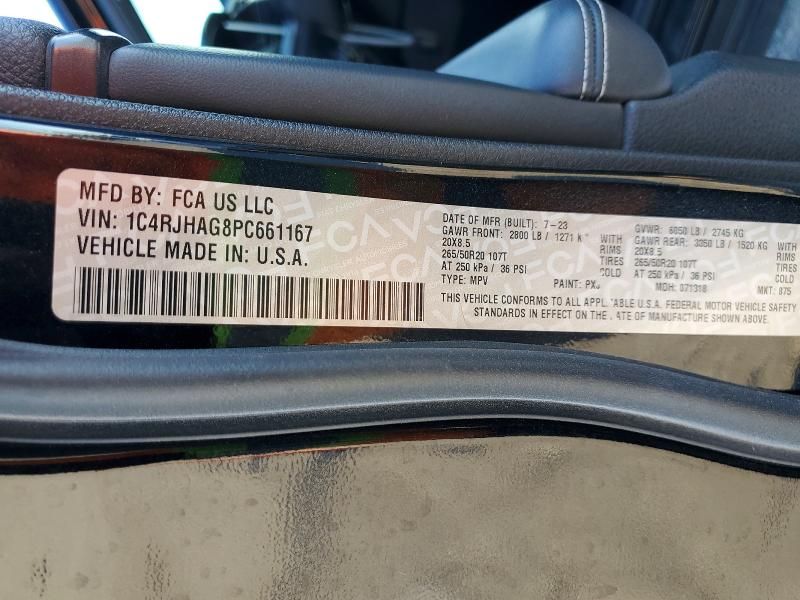 MFD BY: FCA US LLC
VIN: 1C4RJHAG8PC661167
VEHICLE MADE IN: U.S.A.
DATE OF MFR (BUILT): 7-23
GAWR FRONT: 2800 LB / 1271 K WITH
20X8.5 RIMS
265/50R20 107T TIRES
AT 250 kPa / 36 PSI COLD
TYPE: MPV PAINT:
GVWR: 6050 LB / 2745 KG
GAWR REAR: 3350 LB / 1520 KG WITH
20X8.5 RIMS
265/50R20 107T TIRES
AT 250 kPa / 36 PSI COLD
MDH: 071318 MKT: 875
THIS VEHICLE CONFORMS TO ALL APPL ABLE U.S.A. FEDERAL MOTOR VEHICLE SAFETY
STANDARDS IN EFFECT ON THE ATE OF MANUFACTURE SHOWN ABOVE.